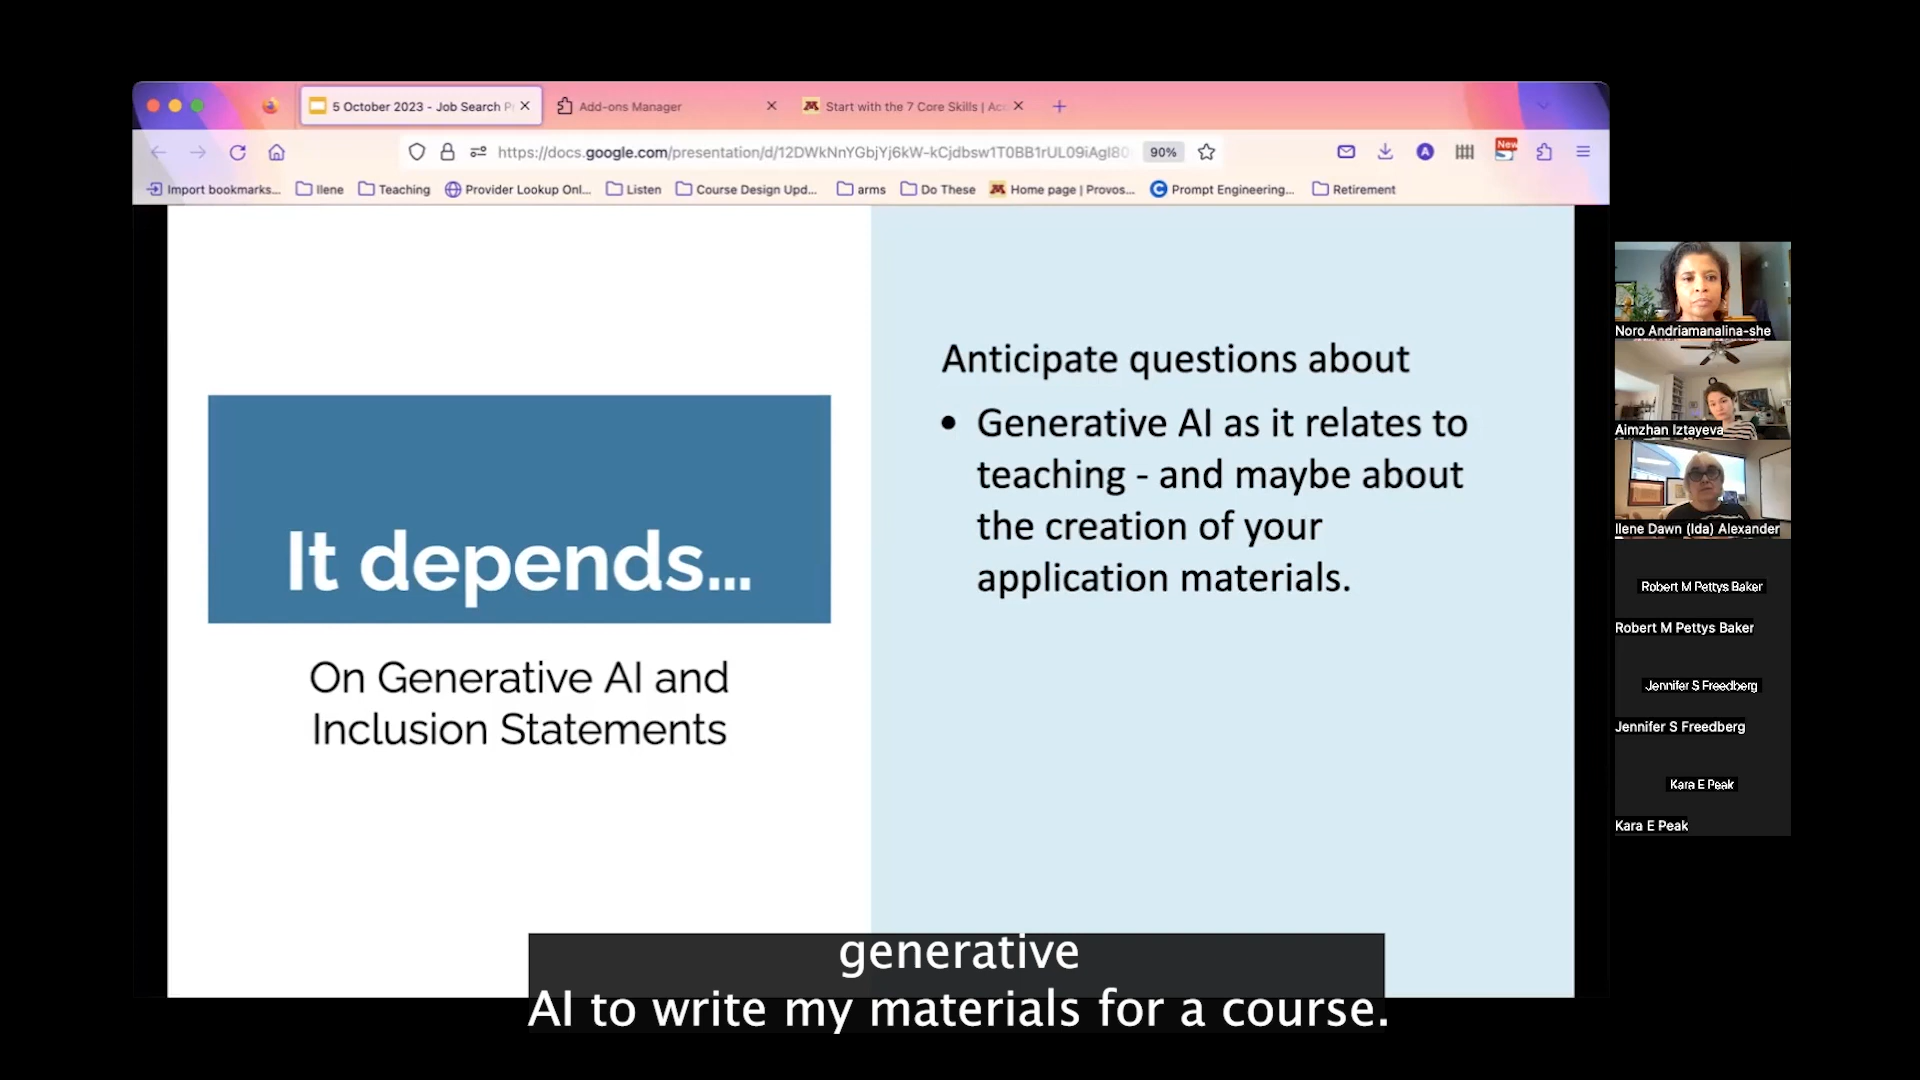 5 October 2023 - Job Search P
Add-ons Manager
Start with the 7 Core Skills | Ac
https://docs.google.com/presentation/d/12DWkNnYGbjYj6kW-kCjdbsw1T0BB1rUL09iAgI80
90%
A
New
Import bookmarks...
Ilene
Teaching
Provider Lookup Onl...
Listen
Course Design Upd...
arms
Do These
Home page | Provos...
Prompt Engineering...
Retirement
It depends...
On Generative AI and
Inclusion Statements
Anticipate questions about
• Generative AI as it relates to
teaching - and maybe about
the creation of your
application materials.
Noro Andriamanalina-she
Aimzhan Iztayeva
Ilene Dawn (Ida) Alexander
Robert M Pettys Baker
Robert M Pettys Baker
Jennifer S Freedberg
Jennifer S Freedberg
Kara E Peak
Kara E Peak
generative
AI to write my materials for a course.